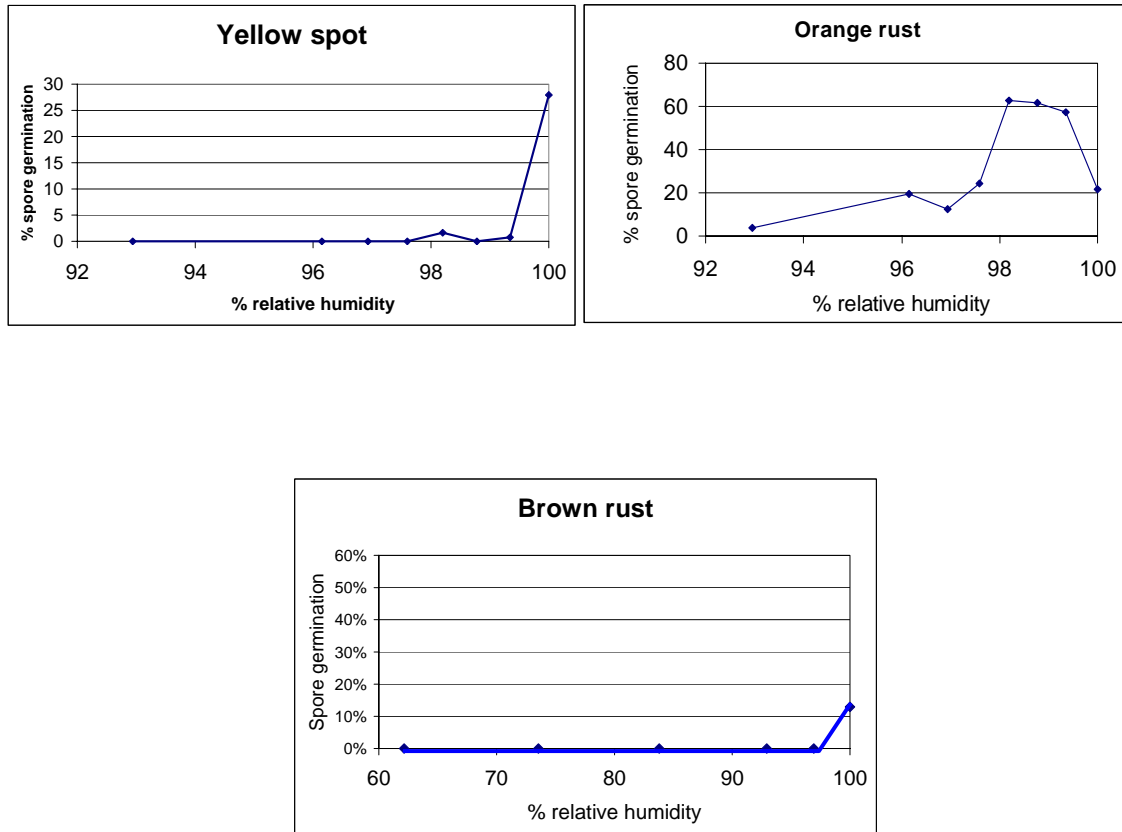 Yellow spot
% spore germination
30
25
20
15
10
5
0
92 94 96 98 100
% relative humidity
Orange rust
% spore germination
80
60
40
20
0
92 94 96 98 100
% relative humidity
Brown rust
Spore germination
60%
50%
40%
30%
20%
10%
0%
60 70 80 90 100
% relative humidity